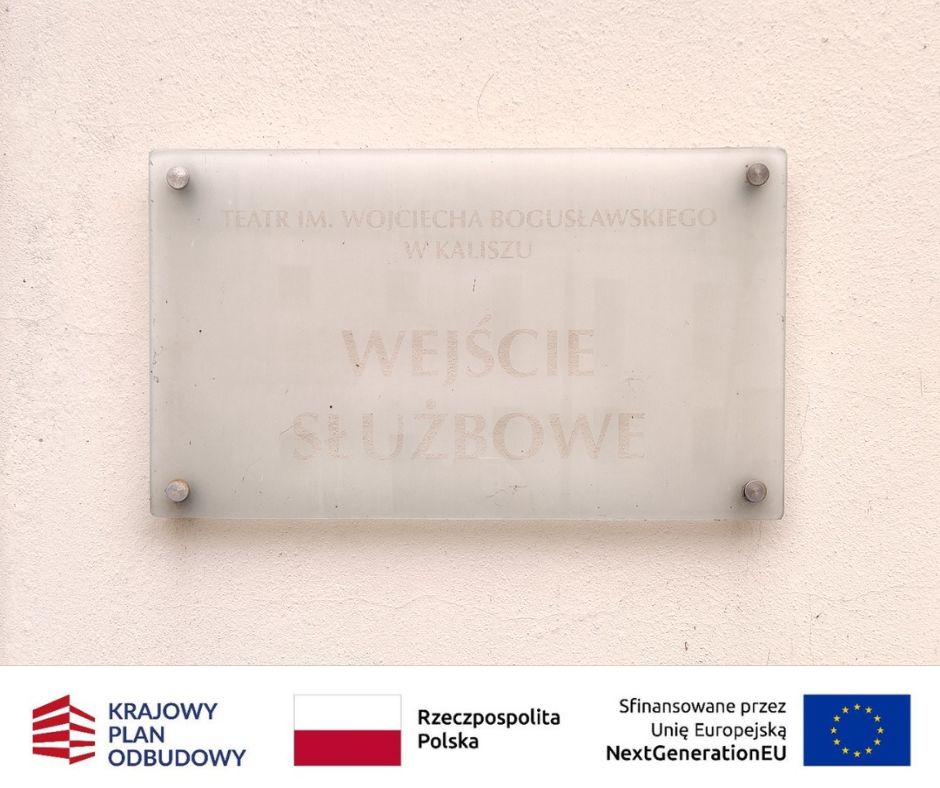 TEATR IM. WOJCIECHA BOGUSŁAWSKIEGO
W KALISZU
WEJŚCIE
SŁUŻBOWE
KRAJOWY
PLAN
ODBUDOWY
Rzeczpospolita
Polska
Sfinansowane przez
Unię Europejską
NextGenerationEU